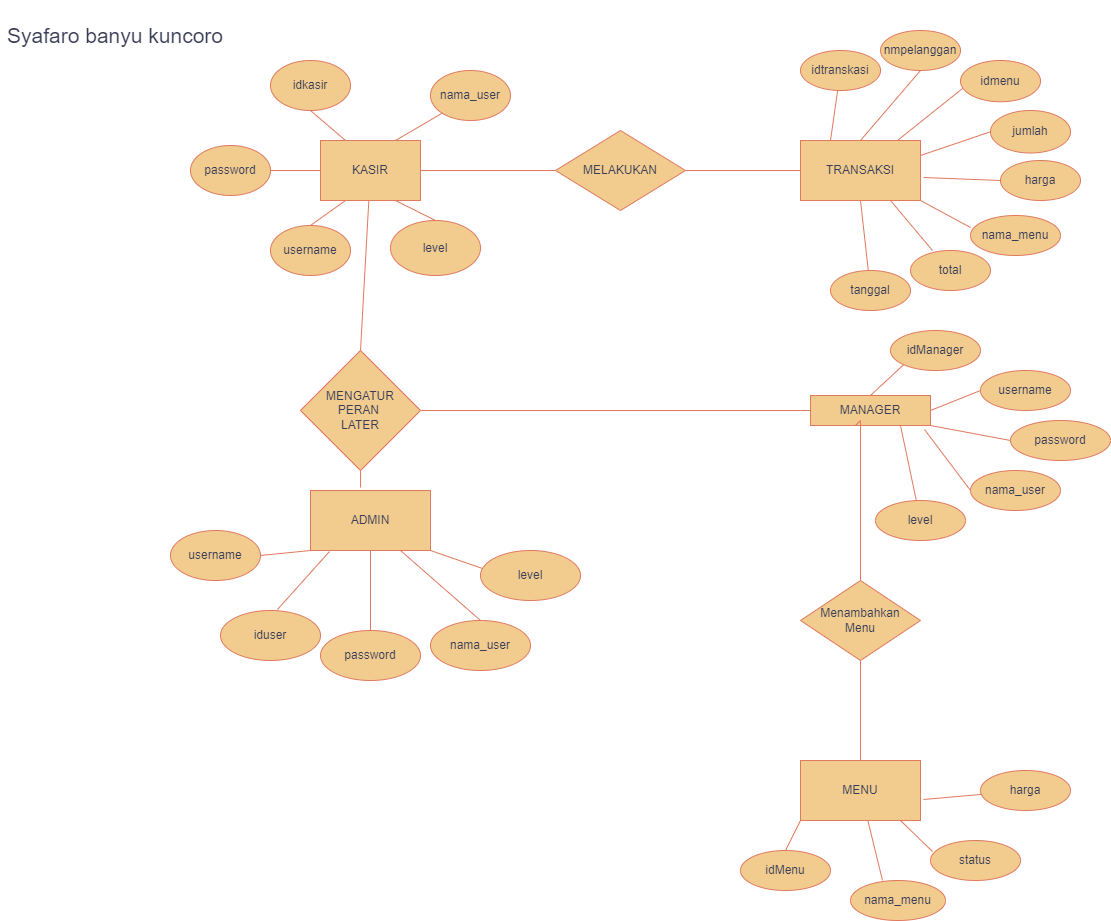 Syafaro banyu kuncoro
nmpelanggan
idtranskasi
idmenu
idkasir
nama_user
jumlah
password
KASIR
MELAKUKAN
TRANSAKSI
harga
username
level
nama_menu
total
tanggal
idManager
MENGATUR
PERAN
LATER
MANAGER
username
password
nama_user
level
ADMIN
username
level
iduser
password
nama_user
Menambahkan
Menu
MENU
harga
idMenu
status
nama_menu